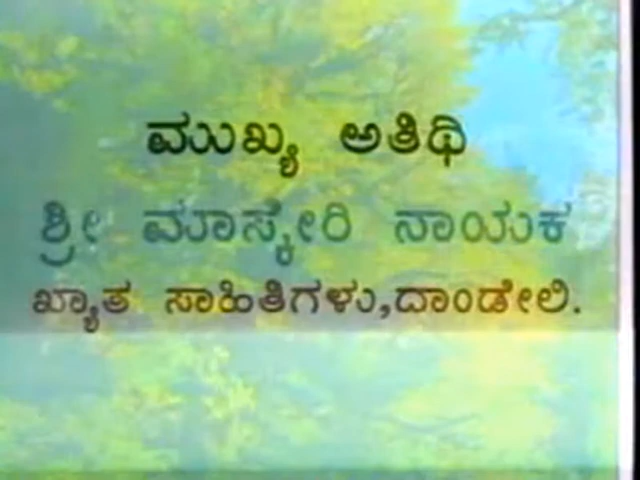 ಮುಖ್ಯ ಅತಿಥಿ
ಶ್ರೀ ಮಾಸ್ಕೇರಿ ನಾಯಕ
ಖ್ಯಾತ ಸಾಹಿತಿಗಳು,ದಾಂಡೇಲಿ.